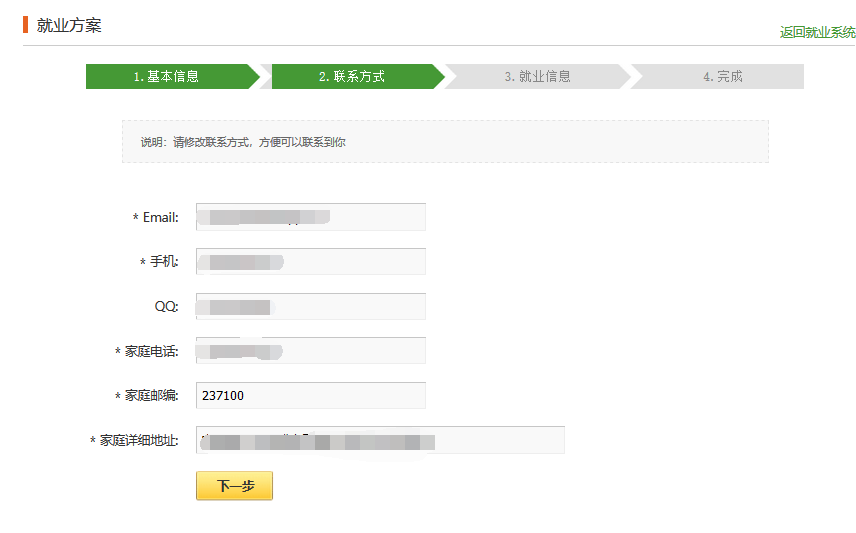 就业方案
返回就业系统
1. 基本信息 2. 联系方式 3. 就业信息 4. 完成
说明：请修改联系方式，方便可以联系到你
* Email:
* 手机:
QQ:
* 家庭电话:
* 家庭邮编: 237100
* 家庭详细地址:
下一步